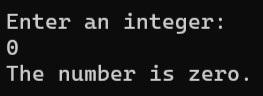 Enter an integer:
0
The number is zero.